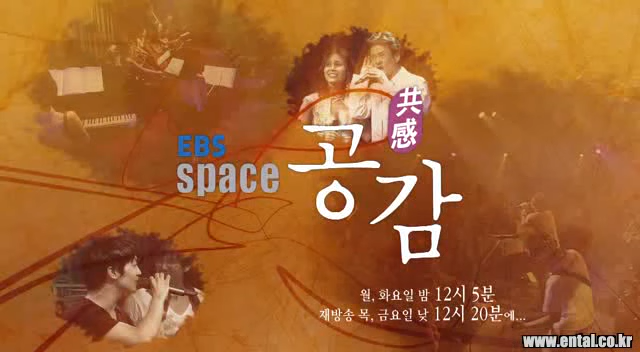 EBS
space
공감
共感
월, 화요일 밤 12시 5분
재방송 목, 금요일 낮 12시 20분에...
www.ental.co.kr